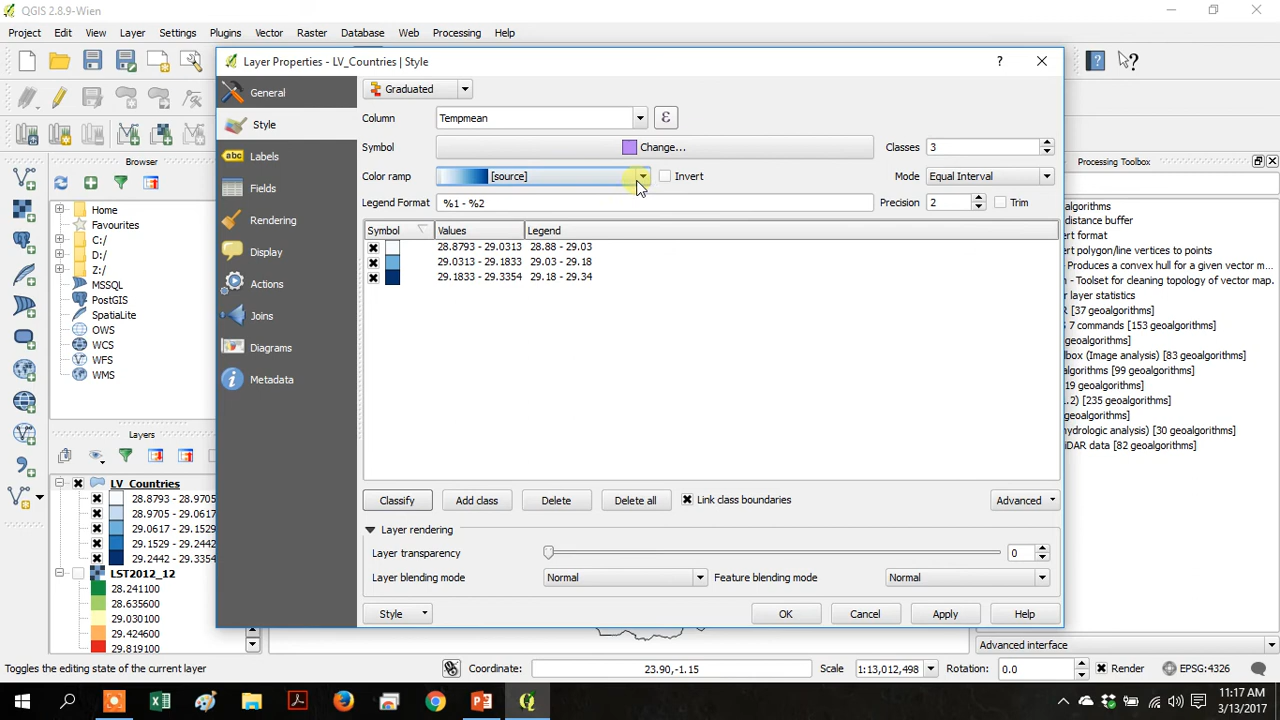 QGIS 2.8.9-Wien
Project Edit View Layer Settings Plugins Vector Raster Database Web Processing Help
Layer Properties - LV_Countries | Style
General
Style
Labels
Fields
Rendering
Display
Actions
Joins
Diagrams
Metadata
Graduated
Column Tempmean ε
Symbol Change... Classes 3
Color ramp [source] Invert Mode Equal Interval
Legend Format %1 - %2 Precision 2 Trim
Symbol Values Legend
28.8793 - 29.0313 28.88 - 29.03
29.0313 - 29.1833 29.03 - 29.18
29.1833 - 29.3354 29.18 - 29.34
Classify Add class Delete Delete all Link class boundaries Advanced
Layer rendering
Layer transparency 0
Layer blending mode Normal Feature blending mode Normal
Style OK Cancel Apply Help
Browser
Home
Favourites
C:/
D:/
Z:/
MSSQL
PostGIS
SpatiaLite
OWS
WCS
WFS
WMS
Layers
LV_Countries
28.8793 - 28.9705
28.9705 - 29.0617
29.0617 - 29.1529
29.1529 - 29.2442
29.2442 - 29.3354
LST2012_12
28.241100
28.635600
29.030100
29.424600
29.819100
Processing Toolbox
distance buffer
ert format
ert polygon/line vertices to points
- Produces a convex hull for a given vector m...
n - Toolset for cleaning topology of vector map.
er layer statistics
R [37 geoalgorithms]
S 7 commands [153 geoalgorithms]
geoalgorithms]
box (Image analysis) [83 geoalgorithms]
algorithms [99 geoalgorithms]
19 geoalgorithms]
.2) [235 geoalgorithms]
geoalgorithms]
hydrologic analysis) [30 geoalgorithms]
iDAR data [82 geoalgorithms]
Advanced interface
Toggles the editing state of the current layer Coordinate: 23.90,-1.15 Scale 1:13,012,498 Rotation: 0.0 Render EPSG:4326
11:17 AM
3/13/2017